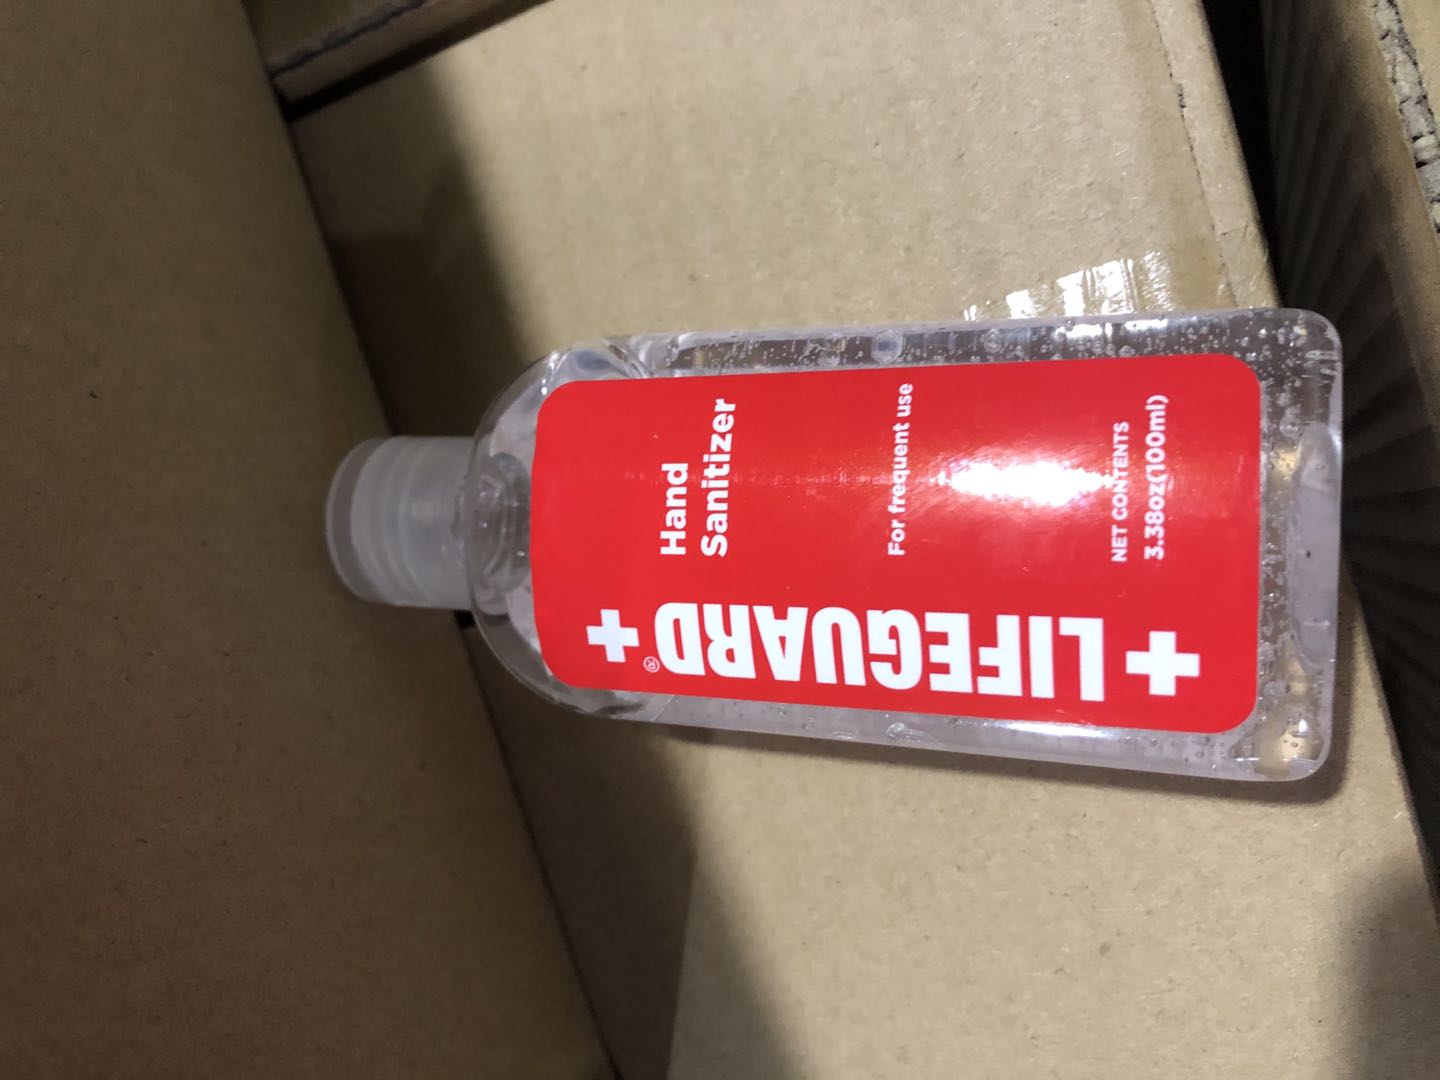 +LIFEGUARD®+
Hand
Sanitizer
For frequent use
NET CONTENTS
3.38oz(100ml)